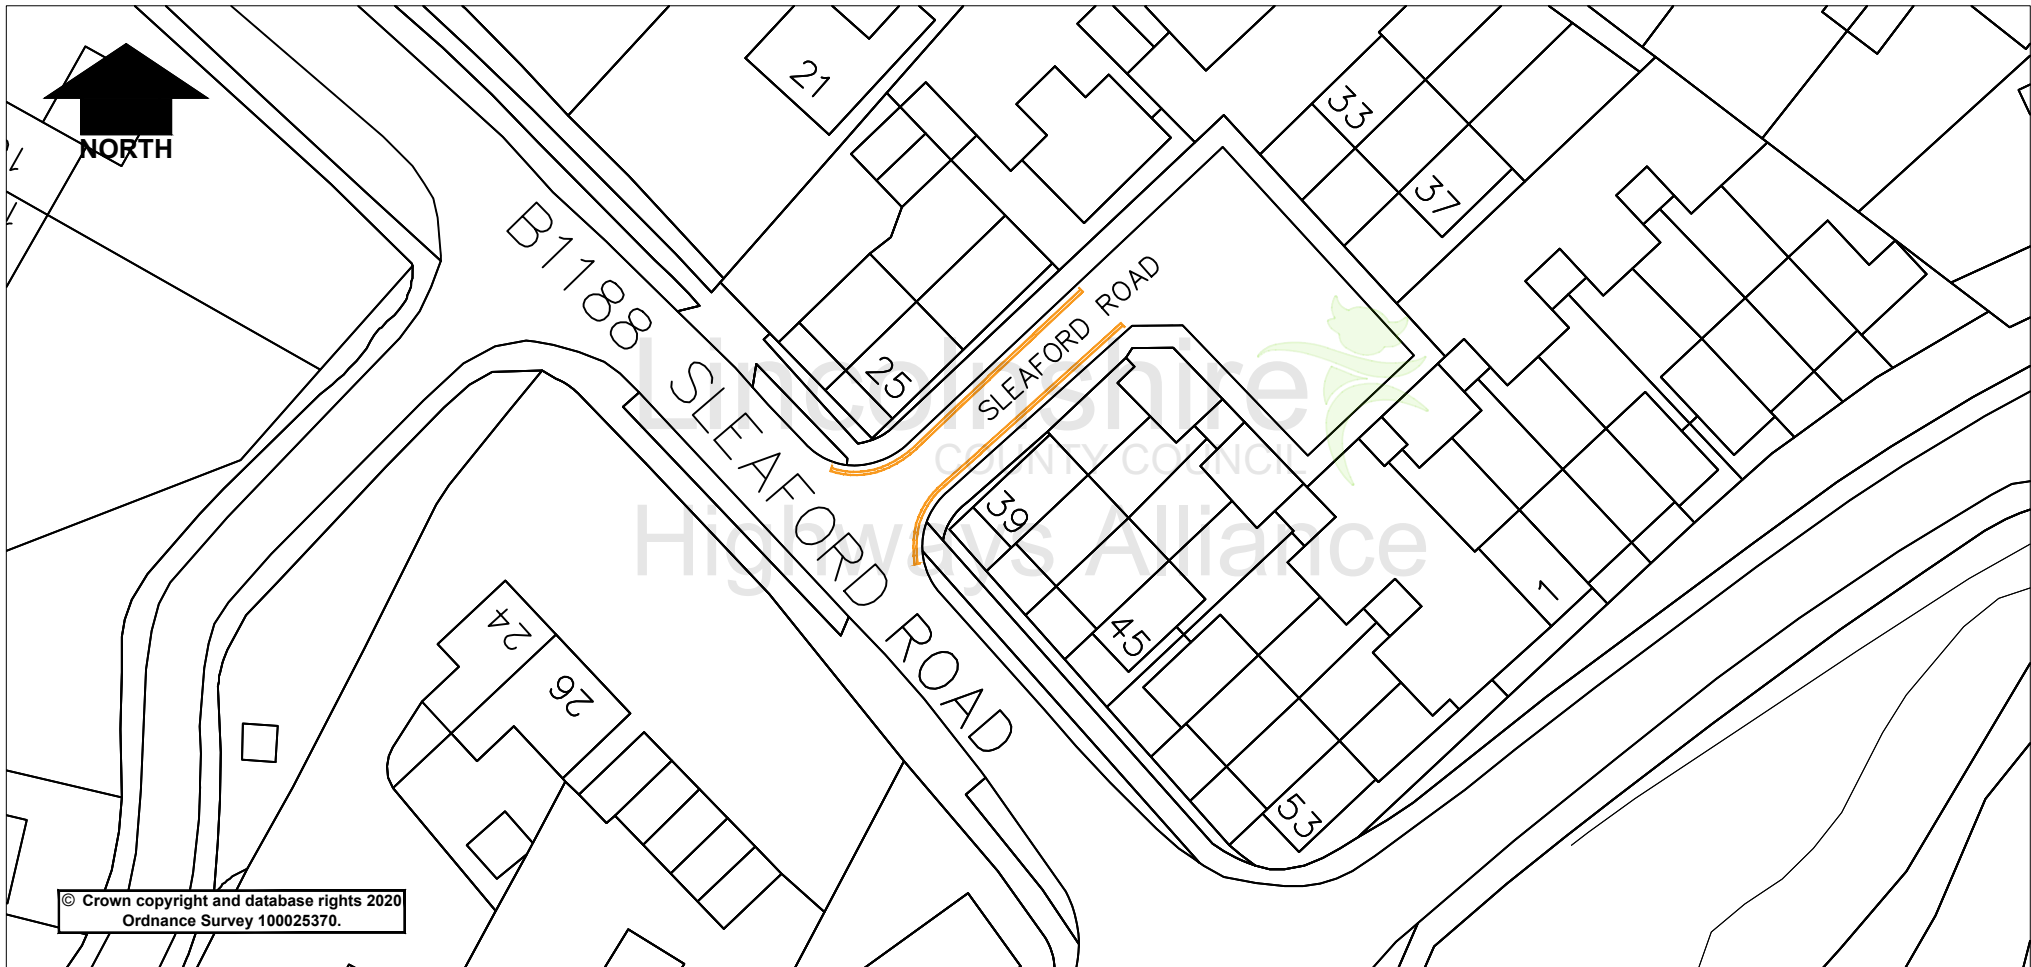 NORTH
21
33
37
B1188 SLEAFORD ROAD
SLEAFORD ROAD
25
Lincolnshire
COUNTY COUNCIL
Highways Alliance
39
45
1
24
26
53
© Crown copyright and database rights 2020
Ordnance Survey 100025370.